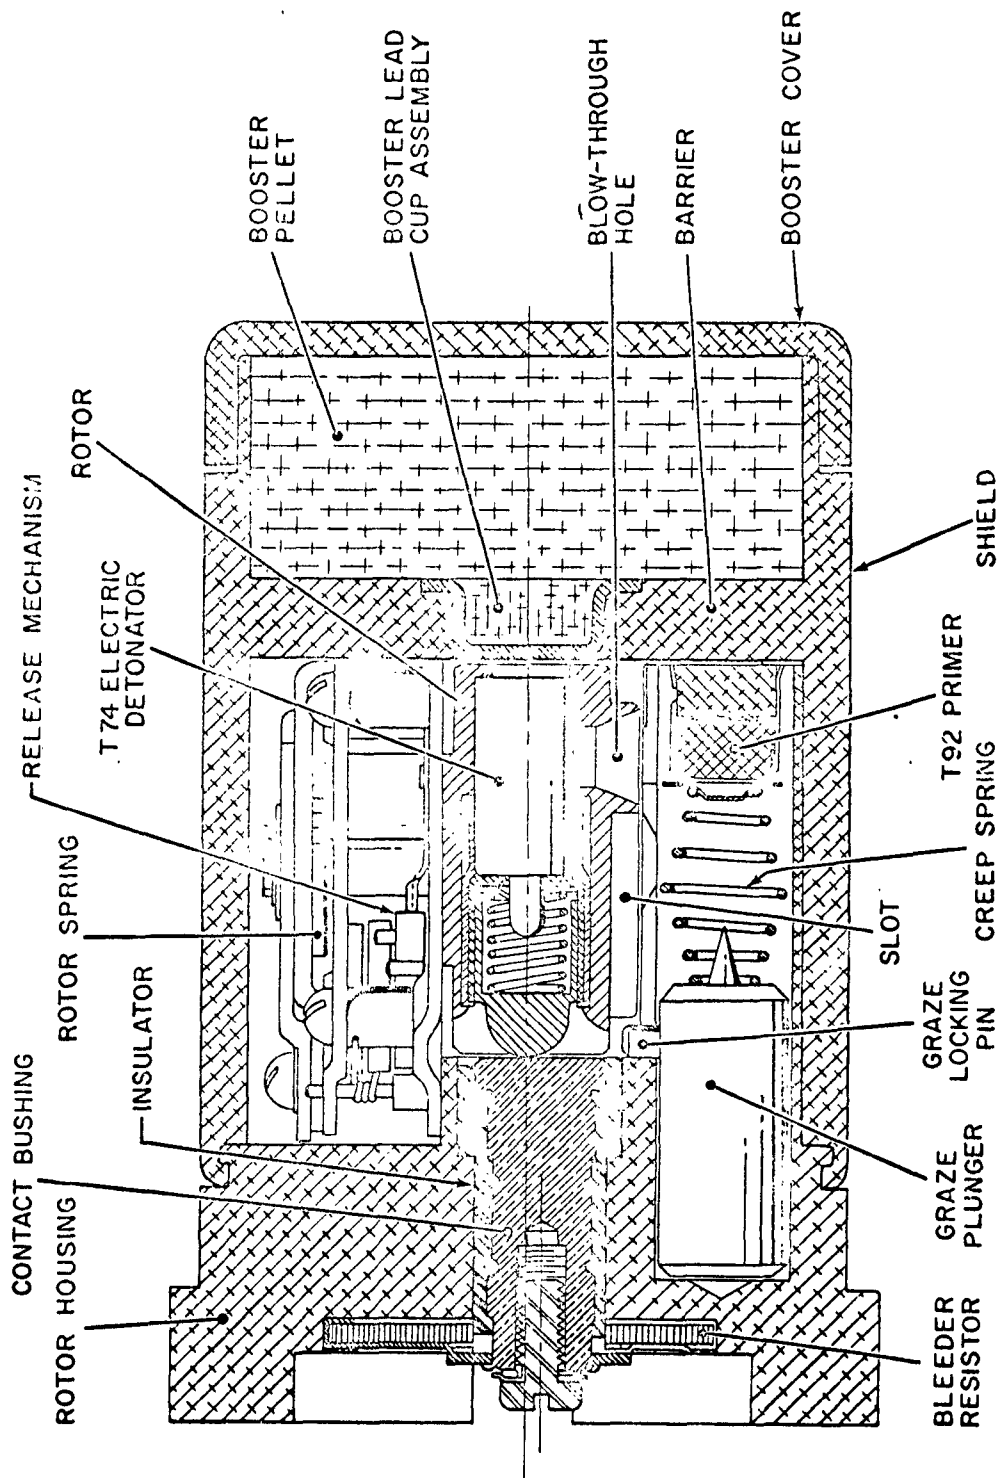 BOOSTER
PELLET
BOOSTER LEAD
CUP ASSEMBLY
BLOW-THROUGH
HOLE
BARRIER
BOOSTER COVER
ROTOR
RELEASE MECHANISM
T74 ELECTRIC
DETONATOR
ROTOR SPRING
INSULATOR
CONTACT BUSHING
ROTOR HOUSING
SHIELD
T92 PRIMER
CREEP SPRING
SLOT
GRAZE
LOCKING
PIN
GRAZE
PLUNGER
BLEEDER
RESISTOR